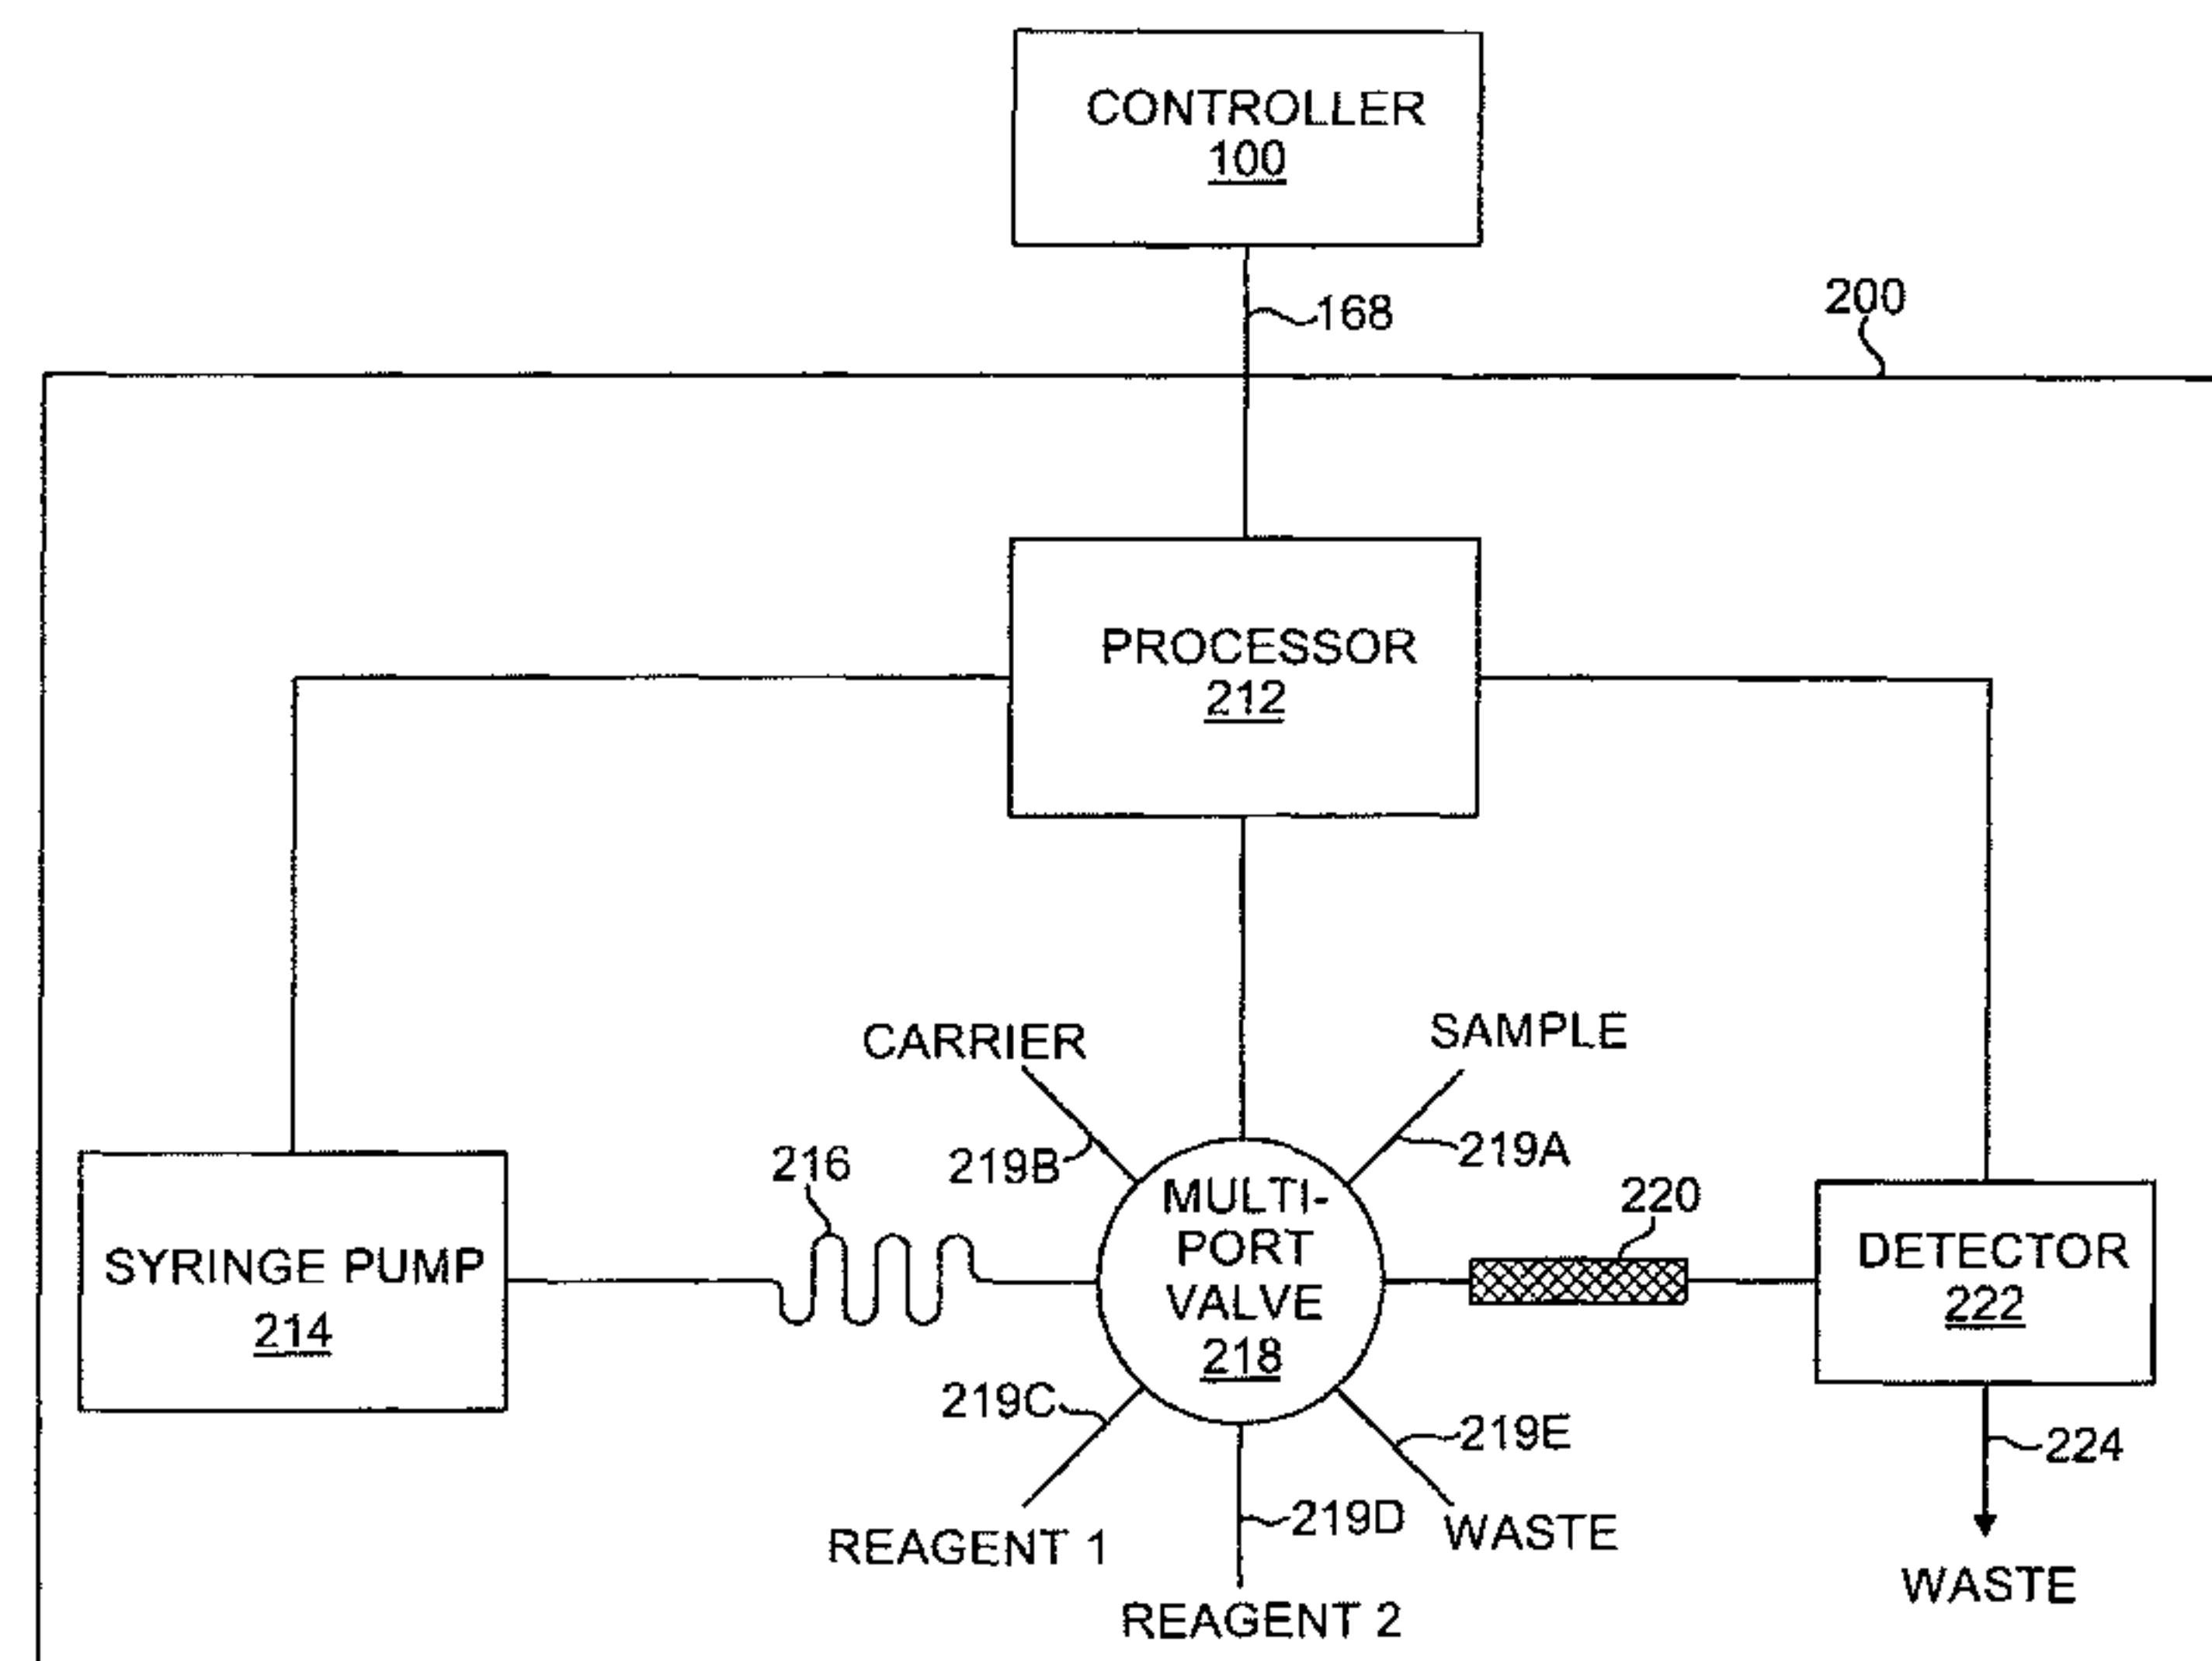 CONTROLLER
100
168
200
PROCESSOR
212
CARRIER
SAMPLE
219B
219A
216
MULTI-
PORT
VALVE
218
220
SYRINGE PUMP
214
DETECTOR
222
219C
219E
224
219D
REAGENT 1
WASTE
WASTE
REAGENT 2